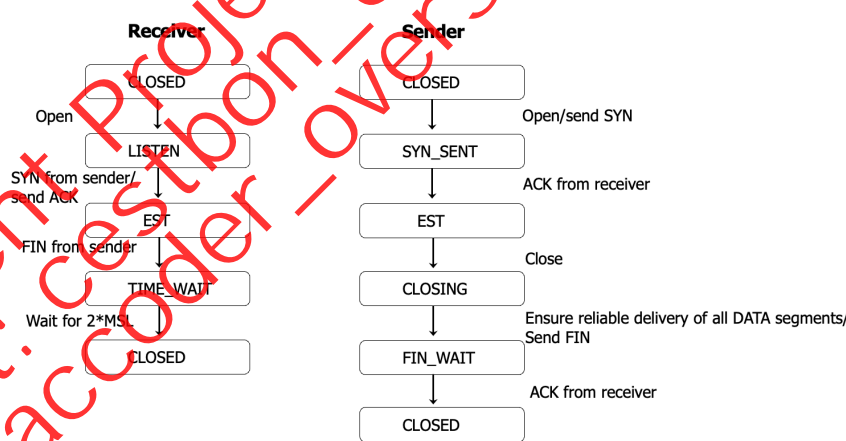 Receiver
Sender
CLOSED
CLOSED
Open
Open/send SYN
LISTEN
SYN_SENT
SYN from sender/
send ACK
ACK from receiver
EST
EST
FIN from sender
Close
TIME_WAIT
CLOSING
Wait for 2*MSL
Ensure reliable delivery of all DATA segments/
Send FIN
CLOSED
FIN_WAIT
ACK from receiver
CLOSED